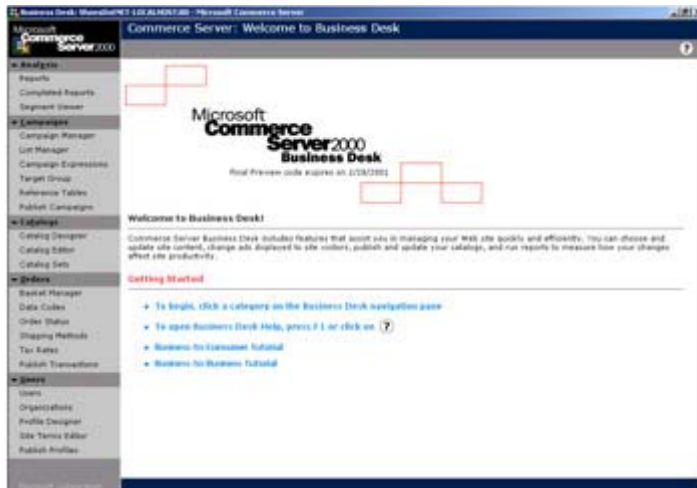 Business Desk: - Microsoft Commerce Server
Microsoft
Commerce
Server2000
Commerce Server: Welcome to Business Desk
?
Analysis
Reports
Completed Reports
Segment Viewer
Campaigns
Campaign Manager
List Manager
Campaign Expressions
Target Group
Reference Tables
Publish Campaigns
Catalogs
Catalog Designer
Catalog Editor
Catalog Sets
Orders
Basket Manager
Data Codes
Order Status
Shipping Methods
Tax Rates
Publish Transactions
Users
Users
Organizations
Profile Designer
Site Terms Editor
Publish Profiles
Microsoft
Commerce
Server2000
Business Desk
Final Preview code expires on 2/28/2001
Welcome to Business Desk!
Commerce Server Business Desk includes features that assist you in managing your Web site quickly and efficiently. You can choose and
update site content, change ads displayed to site visitors, publish and update your catalogs, and run reports to measure how your changes
affect site productivity.
Getting Started
To begin, click a category on the Business Desk navigation pane
To open Business Desk Help, press F1 or click on ?
Business-to-Consumer Tutorial
Business-to-Business Tutorial